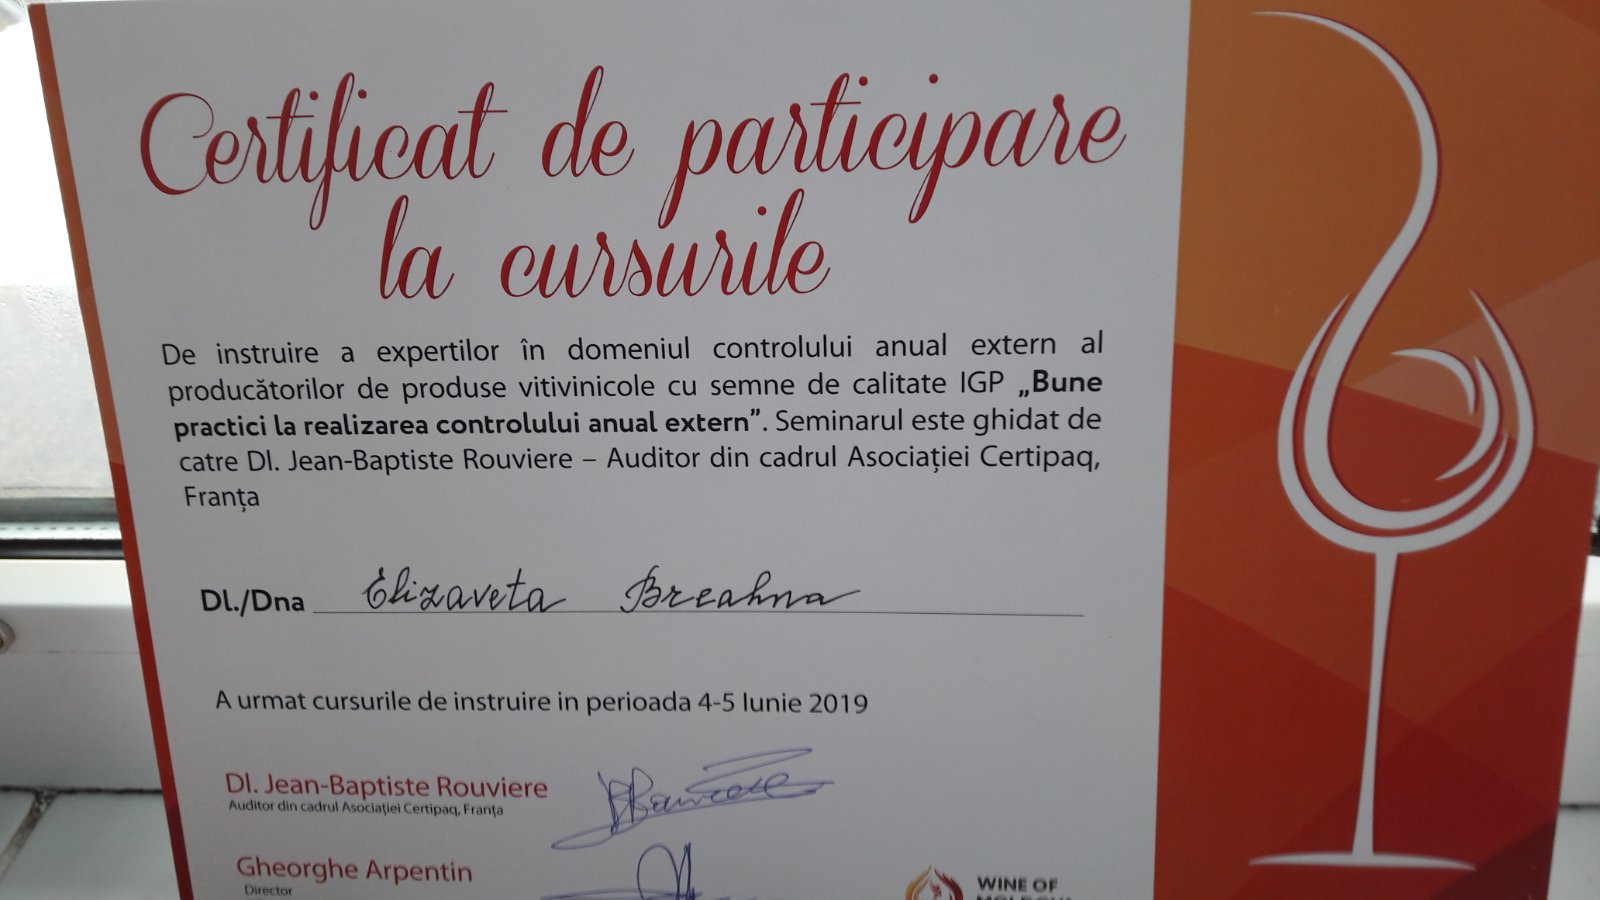 Certificat de participare
la cursurile
De instruire a expertilor în domeniul controlului anual extern al
producătorilor de produse vitivinicole cu semne de calitate IGP „Bune
practici la realizarea controlului anual extern”. Seminarul este ghidat de
catre Dl. Jean-Baptiste Rouviere – Auditor din cadrul Asociației Certipaq,
Franța
Dl./Dna Elizaveta Breahna
A urmat cursurile de instruire in perioada 4-5 Iunie 2019
Dl. Jean-Baptiste Rouviere
Auditor din cadrul Asociației Certipaq, Franța
Gheorghe Arpentin
Director
WINE OF
MOLDOVA